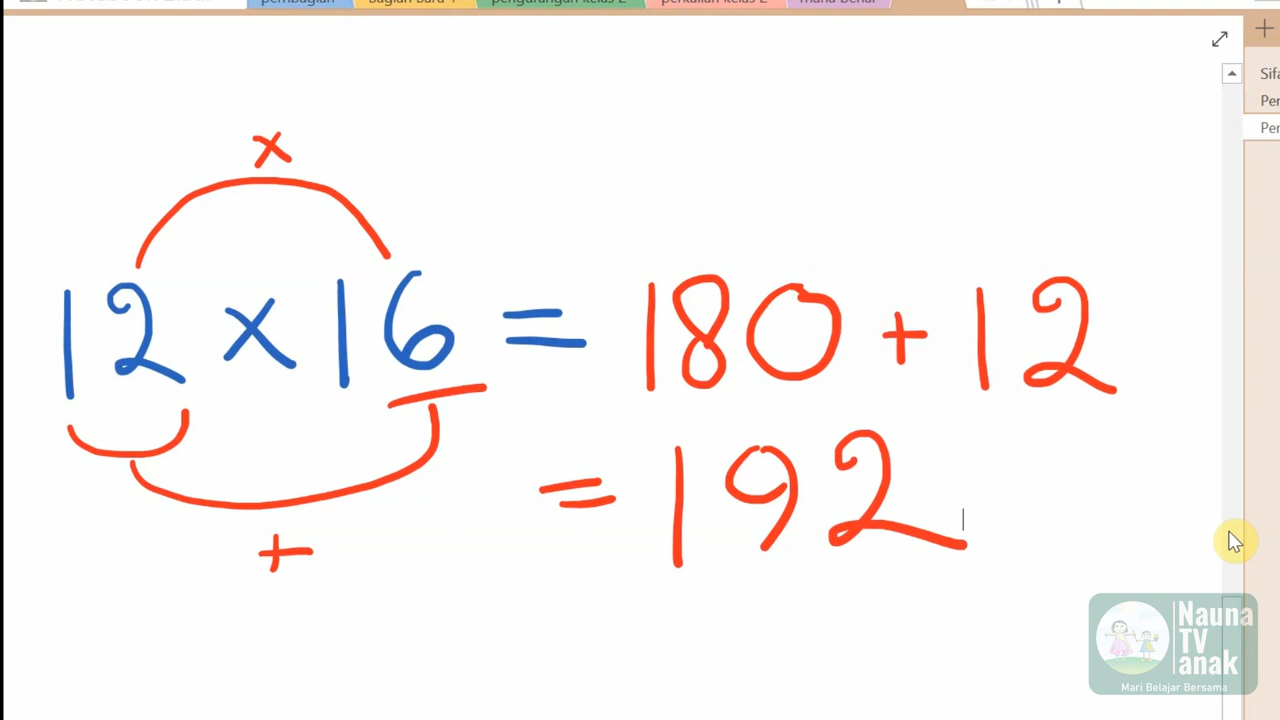 x
12 x 16 = 180 + 12
= 192
+
Nauna
TV
anak
Mari Belajar Bersama